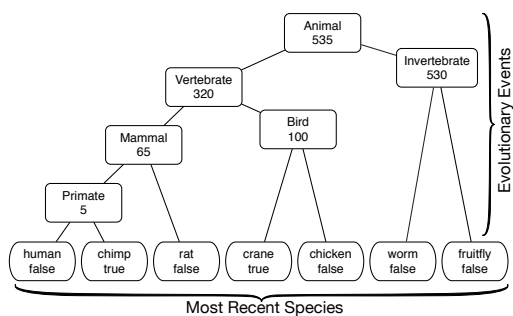 Animal
535
Invertebrate
530
Vertebrate
320
Bird
100
Mammal
65
Primate
5
human
false
chimp
true
rat
false
crane
true
chicken
false
worm
false
fruitfly
false
Evolutionary Events
Most Recent Species